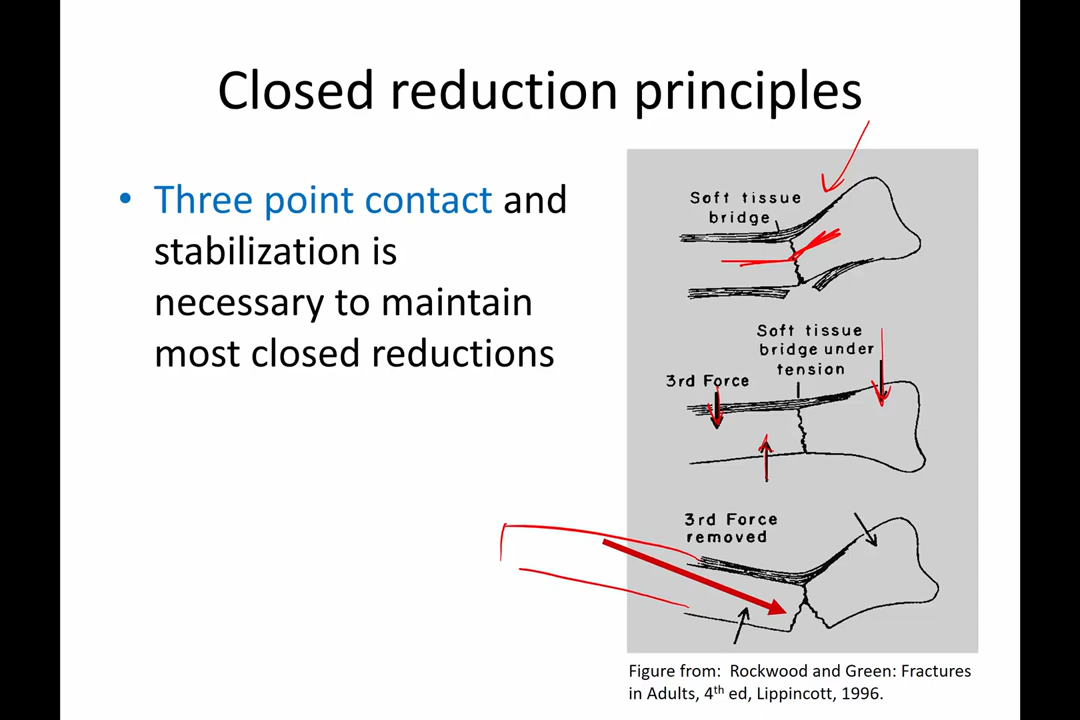 Closed reduction principles
• Three point contact and
stabilization is
necessary to maintain
most closed reductions
Soft tissue
bridge
Soft tissue
bridge under
tension
3rd Force
3rd Force
removed
Figure from: Rockwood and Green: Fractures
in Adults, 4th ed, Lippincott, 1996.